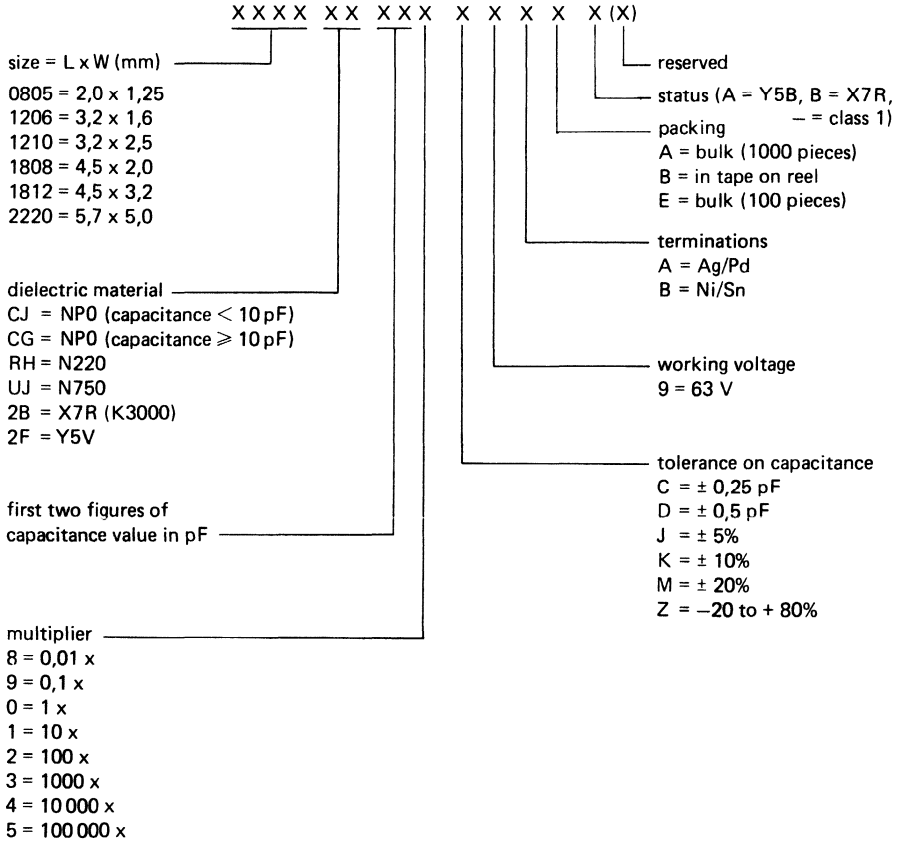 X X X X X X X X X X X X X X (X)
size = L x W (mm)
0805 = 2,0 x 1,25
1206 = 3,2 x 1,6
1210 = 3,2 x 2,5
1808 = 4,5 x 2,0
1812 = 4,5 x 3,2
2220 = 5,7 x 5,0
dielectric material
CJ = NP0 (capacitance < 10 pF)
CG = NP0 (capacitance ⩾ 10 pF)
RH = N220
UJ = N750
2B = X7R (K3000)
2F = Y5V
first two figures of
capacitance value in pF
multiplier
8 = 0,01 x
9 = 0,1 x
0 = 1 x
1 = 10 x
2 = 100 x
3 = 1000 x
4 = 10 000 x
5 = 100 000 x
reserved
status (A = Y5B, B = X7R,
– = class 1)
packing
A = bulk (1000 pieces)
B = in tape on reel
E = bulk (100 pieces)
terminations
A = Ag/Pd
B = Ni/Sn
working voltage
9 = 63 V
tolerance on capacitance
C = ± 0,25 pF
D = ± 0,5 pF
J = ± 5%
K = ± 10%
M = ± 20%
Z = –20 to + 80%